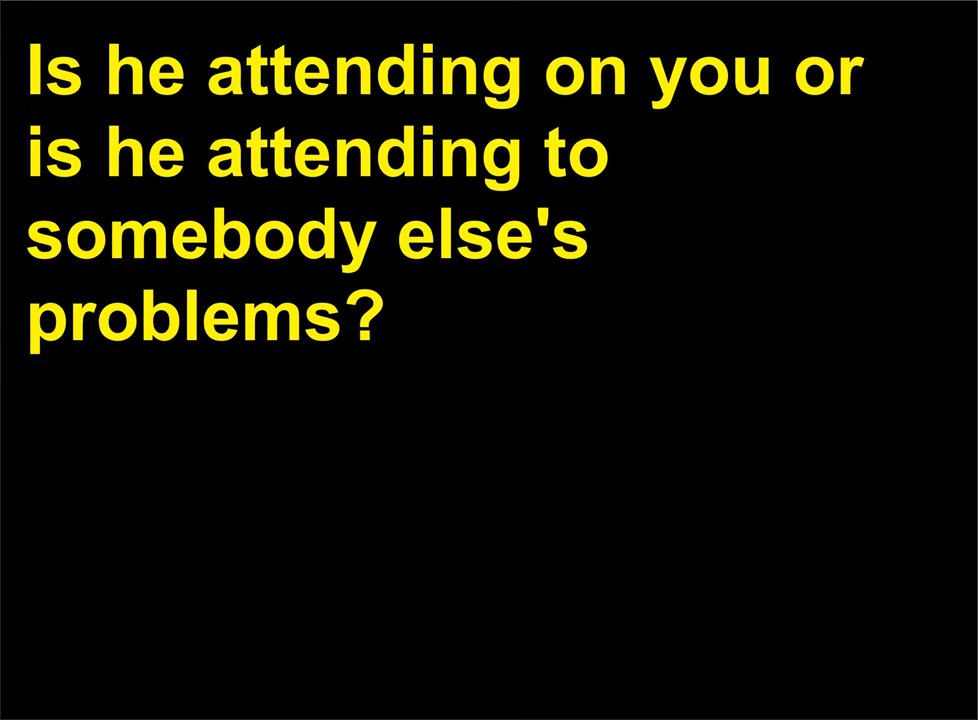 Is he attending on you or
is he attending to
somebody else's
problems?